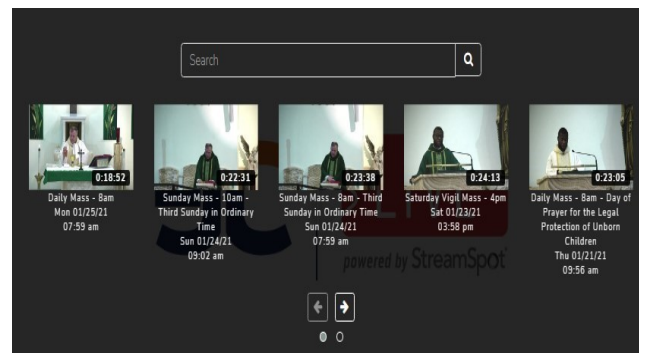 Search
0:18:52
Daily Mass - 8am
Mon 01/25/21
07:59 am
0:22:31
Sunday Mass - 10am -
Third Sunday in Ordinary
Time
Sun 01/24/21
09:02 am
0:23:38
Sunday Mass - 8am - Third
Sunday in Ordinary Time
Sun 01/24/21
07:59 am
0:24:13
Saturday Vigil Mass - 4pm
Sat 01/23/21
03:58 pm
0:23:05
Daily Mass - 8am - Day of
Prayer for the Legal
Protection of Unborn
Children
Thu 01/21/21
09:56 am
powered by StreamSpot